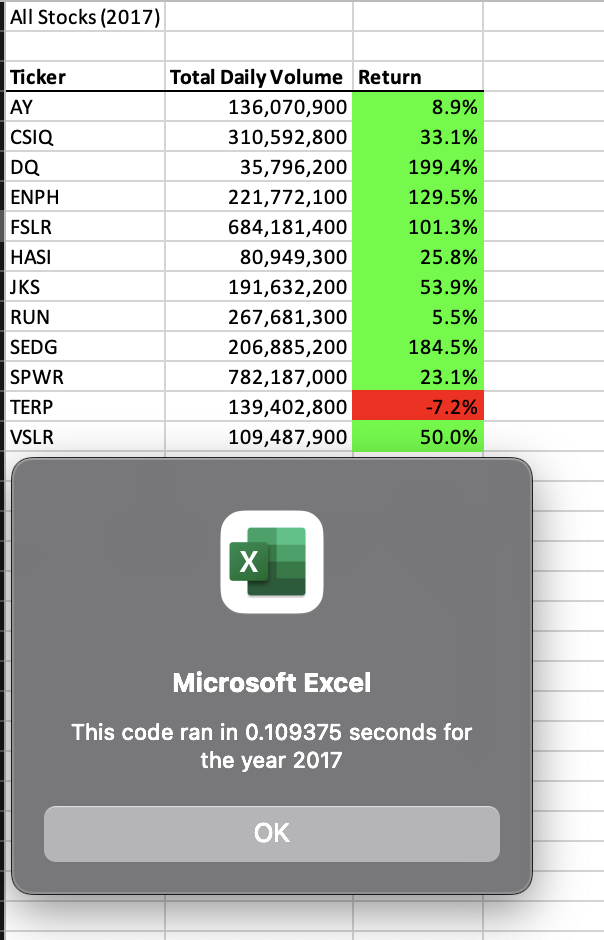 All Stocks (2017)
Ticker Total Daily Volume Return
AY 136,070,900 8.9%
CSIQ 310,592,800 33.1%
DQ 35,796,200 199.4%
ENPH 221,772,100 129.5%
FSLR 684,181,400 101.3%
HASI 80,949,300 25.8%
JKS 191,632,200 53.9%
RUN 267,681,300 5.5%
SEDG 206,885,200 184.5%
SPWR 782,187,000 23.1%
TERP 139,402,800 -7.2%
VSLR 109,487,900 50.0%
X
Microsoft Excel
This code ran in 0.109375 seconds for
the year 2017
OK